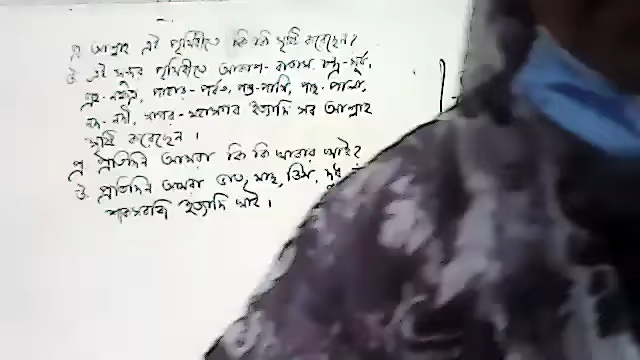 প্র আল্লাহ এই পৃথিবীতে কি কি সৃষ্টি করেছেন?
উঃ এই সুন্দর পৃথিবীতে আকাশ-বাতাস, চন্দ্র-সূর্য,
গ্রহ-নক্ষত্র, পাহাড়-পর্বত, পশু-পাখি, গাছ-পালা,
নদ-নদী, সাগর-মহাসাগর ইত্যাদি সব আল্লাহ
সৃষ্টি করেছেন।
প্র প্রতিদিন আমরা কি কি খাবার খাই?
উঃ প্রতিদিন আমরা ভাত, মাছ, ডিম, দুধ
শাকসবজি ইত্যাদি খাই।